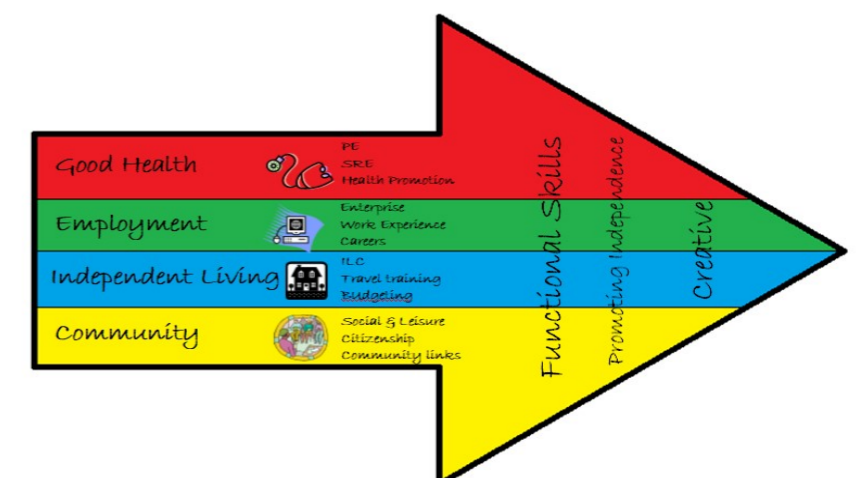 Good Health
PE
SRE
Health Promotion
Employment
Enterprise
Work Experience
Careers
Independent Living
ILC
Travel training
Budgeting
Community
Social & Leisure
Citizenship
Community links
Functional Skills
Promoting Independence
Creative